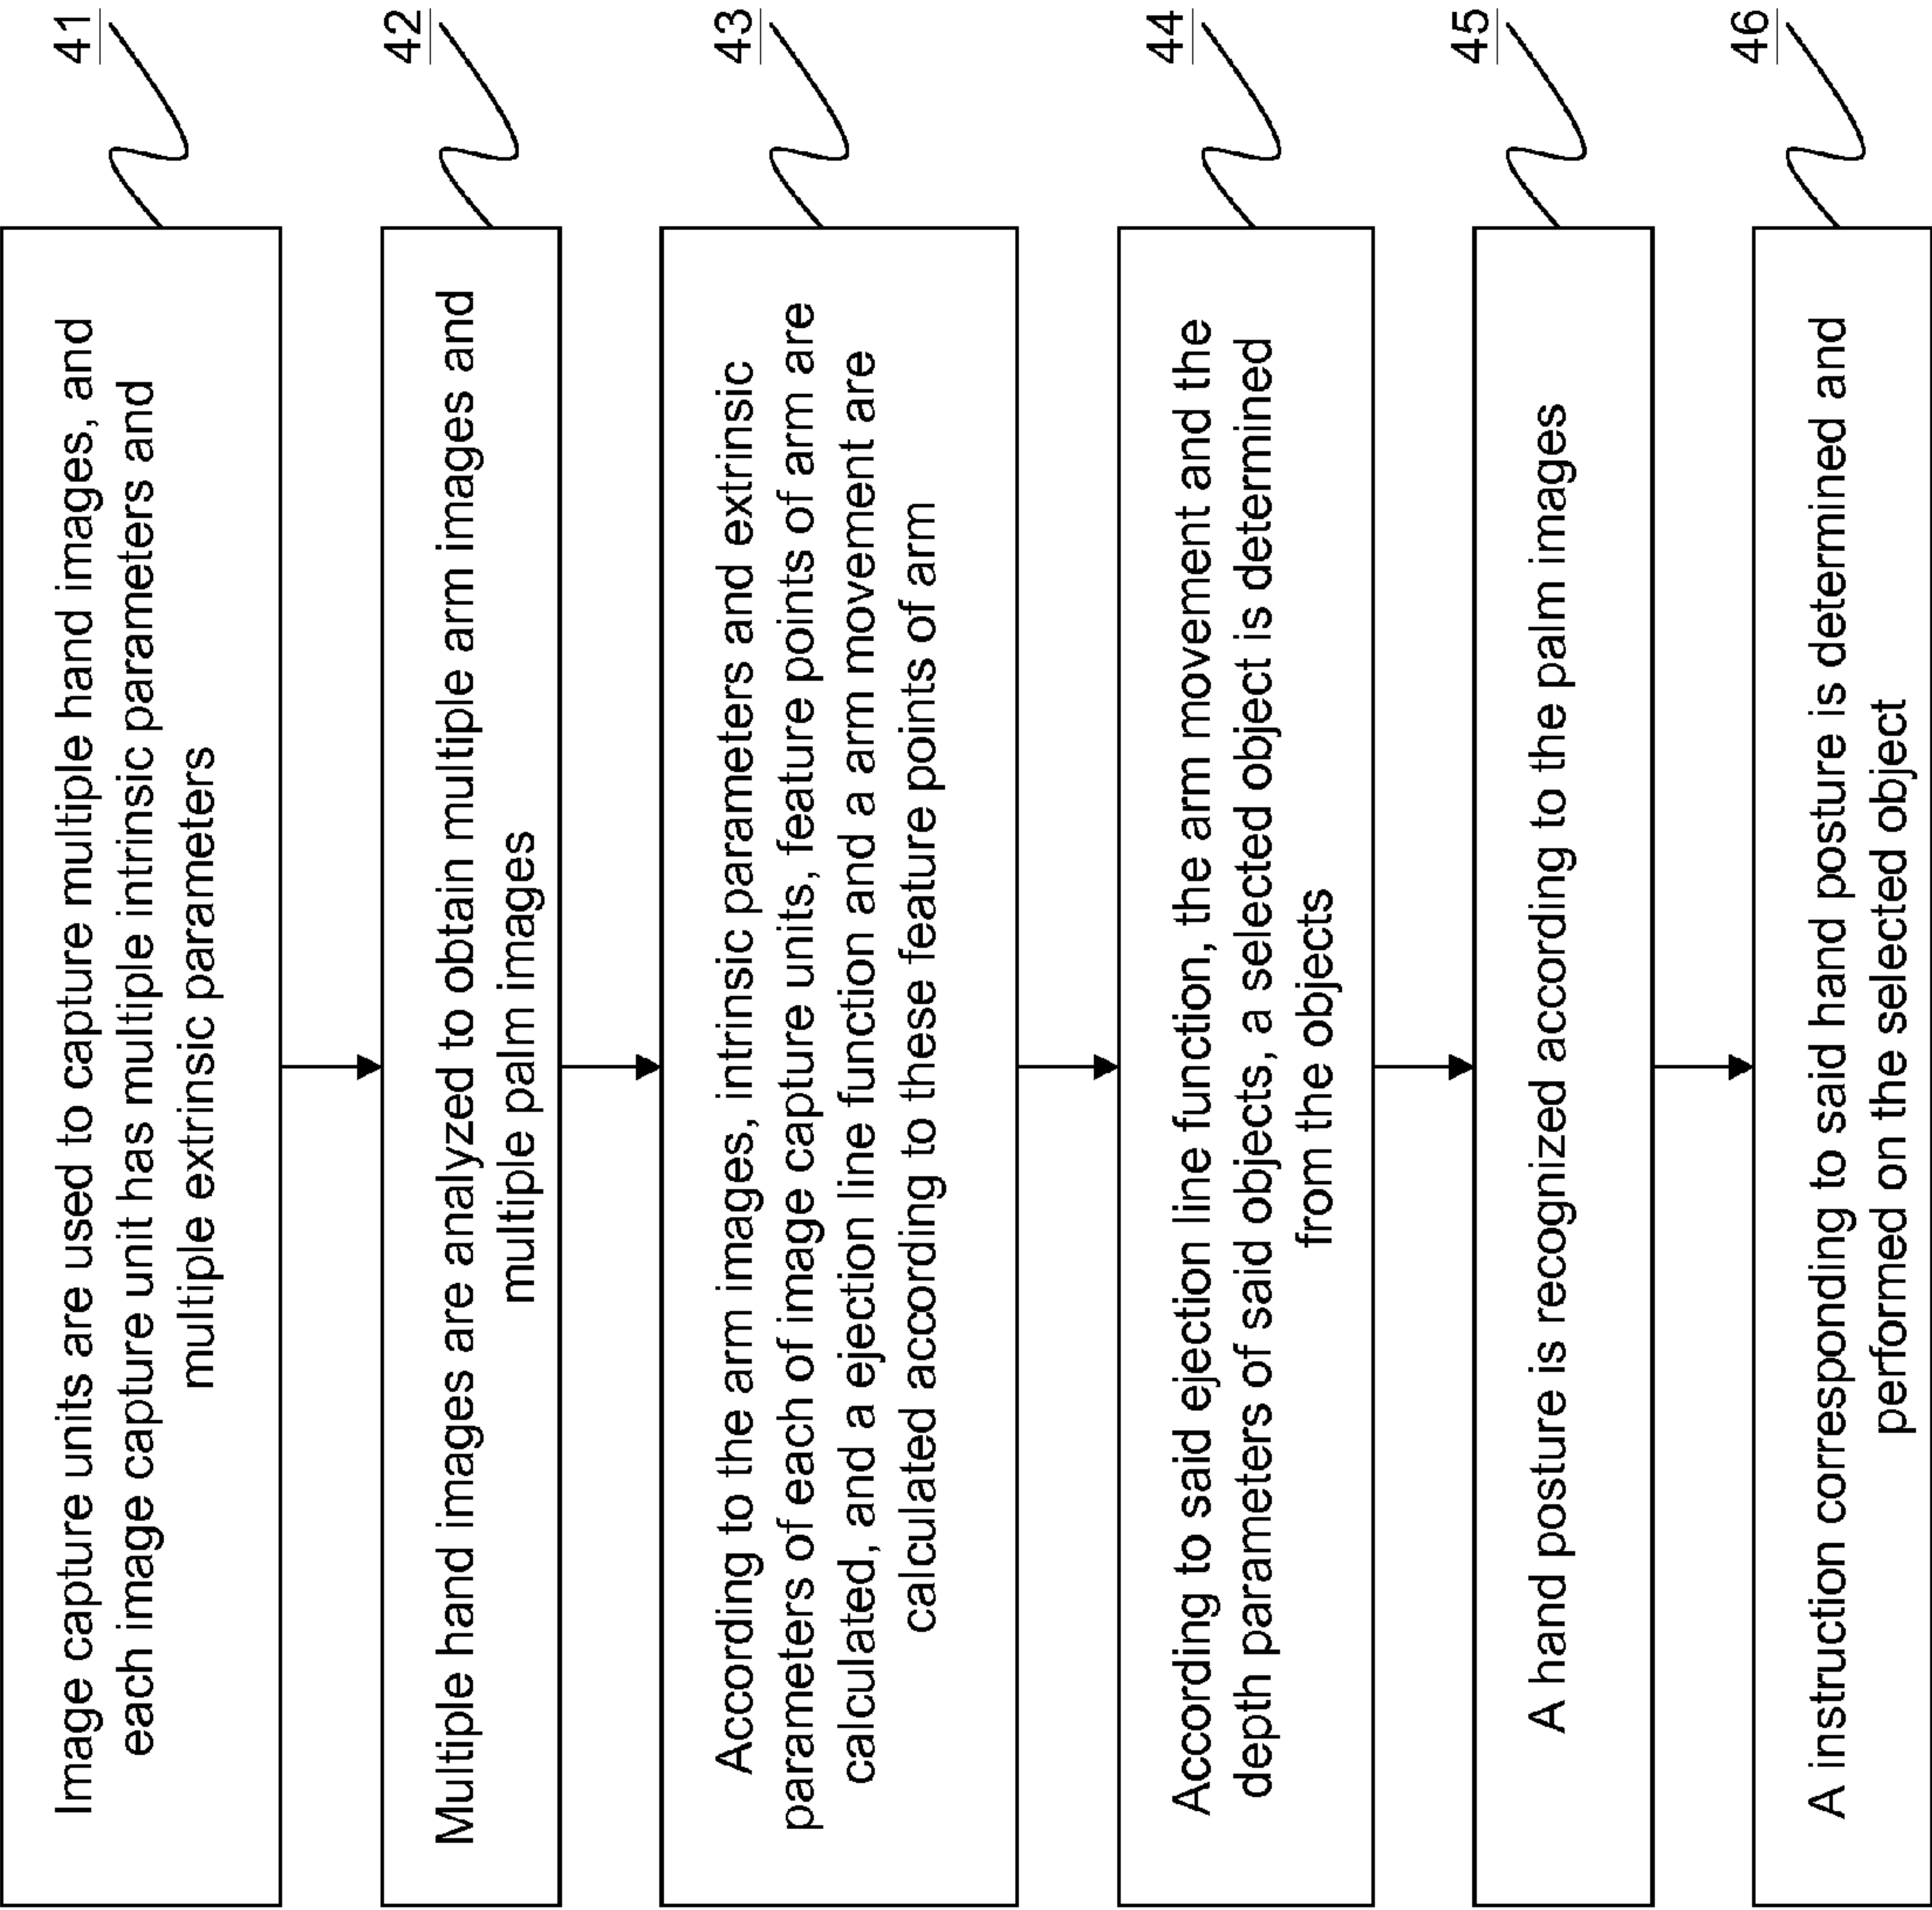 Image capture units are used to capture multiple hand images, and
each image capture unit has multiple intrinsic parameters and
multiple extrinsic parameters
41
Multiple hand images are analyzed to obtain multiple arm images and
multiple palm images
42
According to the arm images, intrinsic parameters and extrinsic
parameters of each of image capture units, feature points of arm are
calculated, and a ejection line function and a arm movement are
calculated according to these feature points of arm
43
According to said ejection line function, the arm movement and the
depth parameters of said objects, a selected object is determined
from the objects
44
A hand posture is recognized according to the palm images
45
A instruction corresponding to said hand posture is determined and
performed on the selected object
46